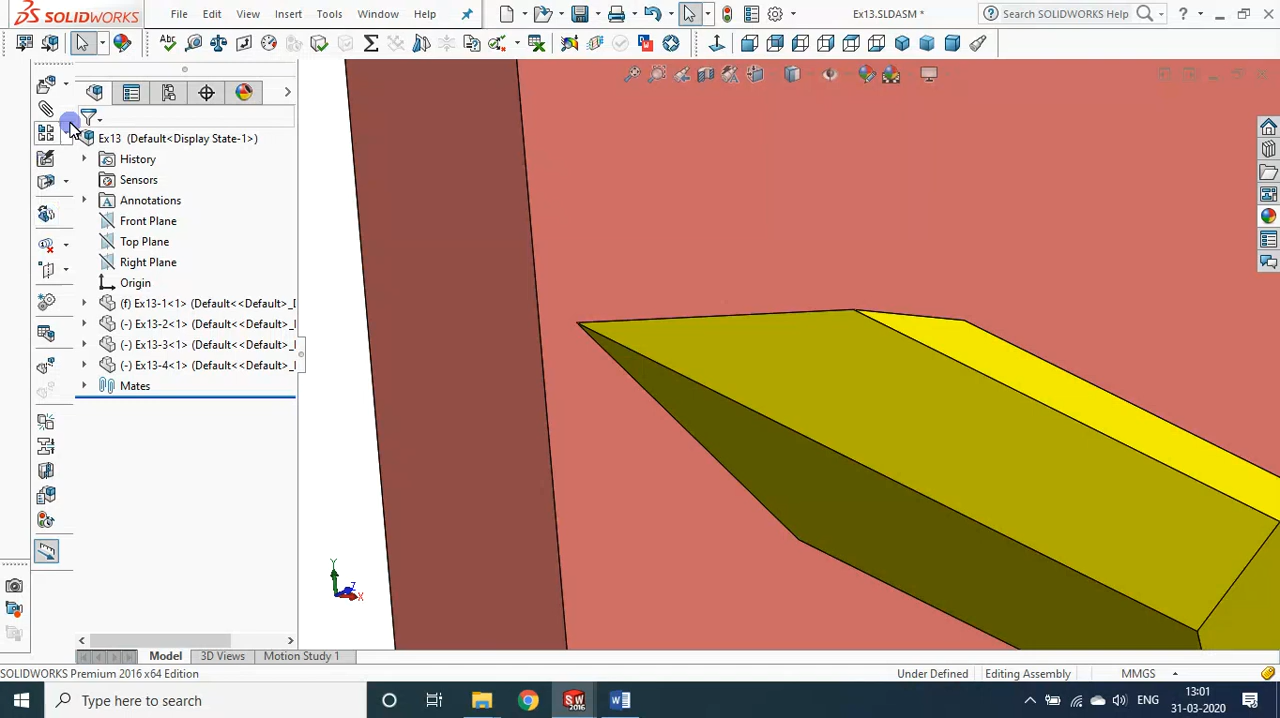 SOLIDWORKS File Edit View Insert Tools Window Help Ex13.SLDASM * Search SOLIDWORKS Help ?
Ex13 (Default<Display State-1>)
History
Sensors
Annotations
Front Plane
Top Plane
Right Plane
Origin
(f) Ex13-1<1> (Default<<Default>_
(-) Ex13-2<1> (Default<<Default>_
(-) Ex13-3<1> (Default<<Default>_
(-) Ex13-4<1> (Default<<Default>_
Mates
Y
Z
X
Model 3D Views Motion Study 1
SOLIDWORKS Premium 2016 x64 Edition Under Defined Editing Assembly MMGS
Type here to search ENG 13:01
31-03-2020